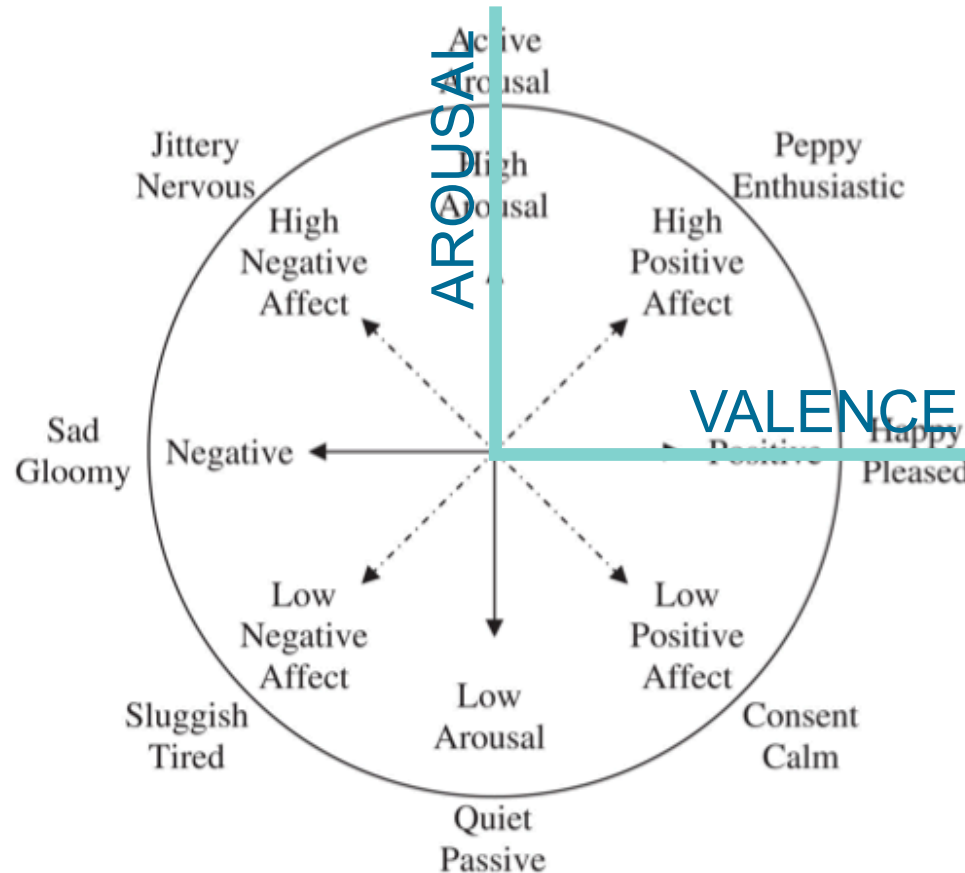 Active
Arousal
AROUSAL
Jittery
Nervous
Peppy
Enthusiastic
High
Arousal
High
Negative
Affect
High
Positive
Affect
VALENCE
Sad
Gloomy
Negative
Positive
Happy
Pleased
Low
Negative
Affect
Low
Positive
Affect
Low
Arousal
Sluggish
Tired
Consent
Calm
Quiet
Passive